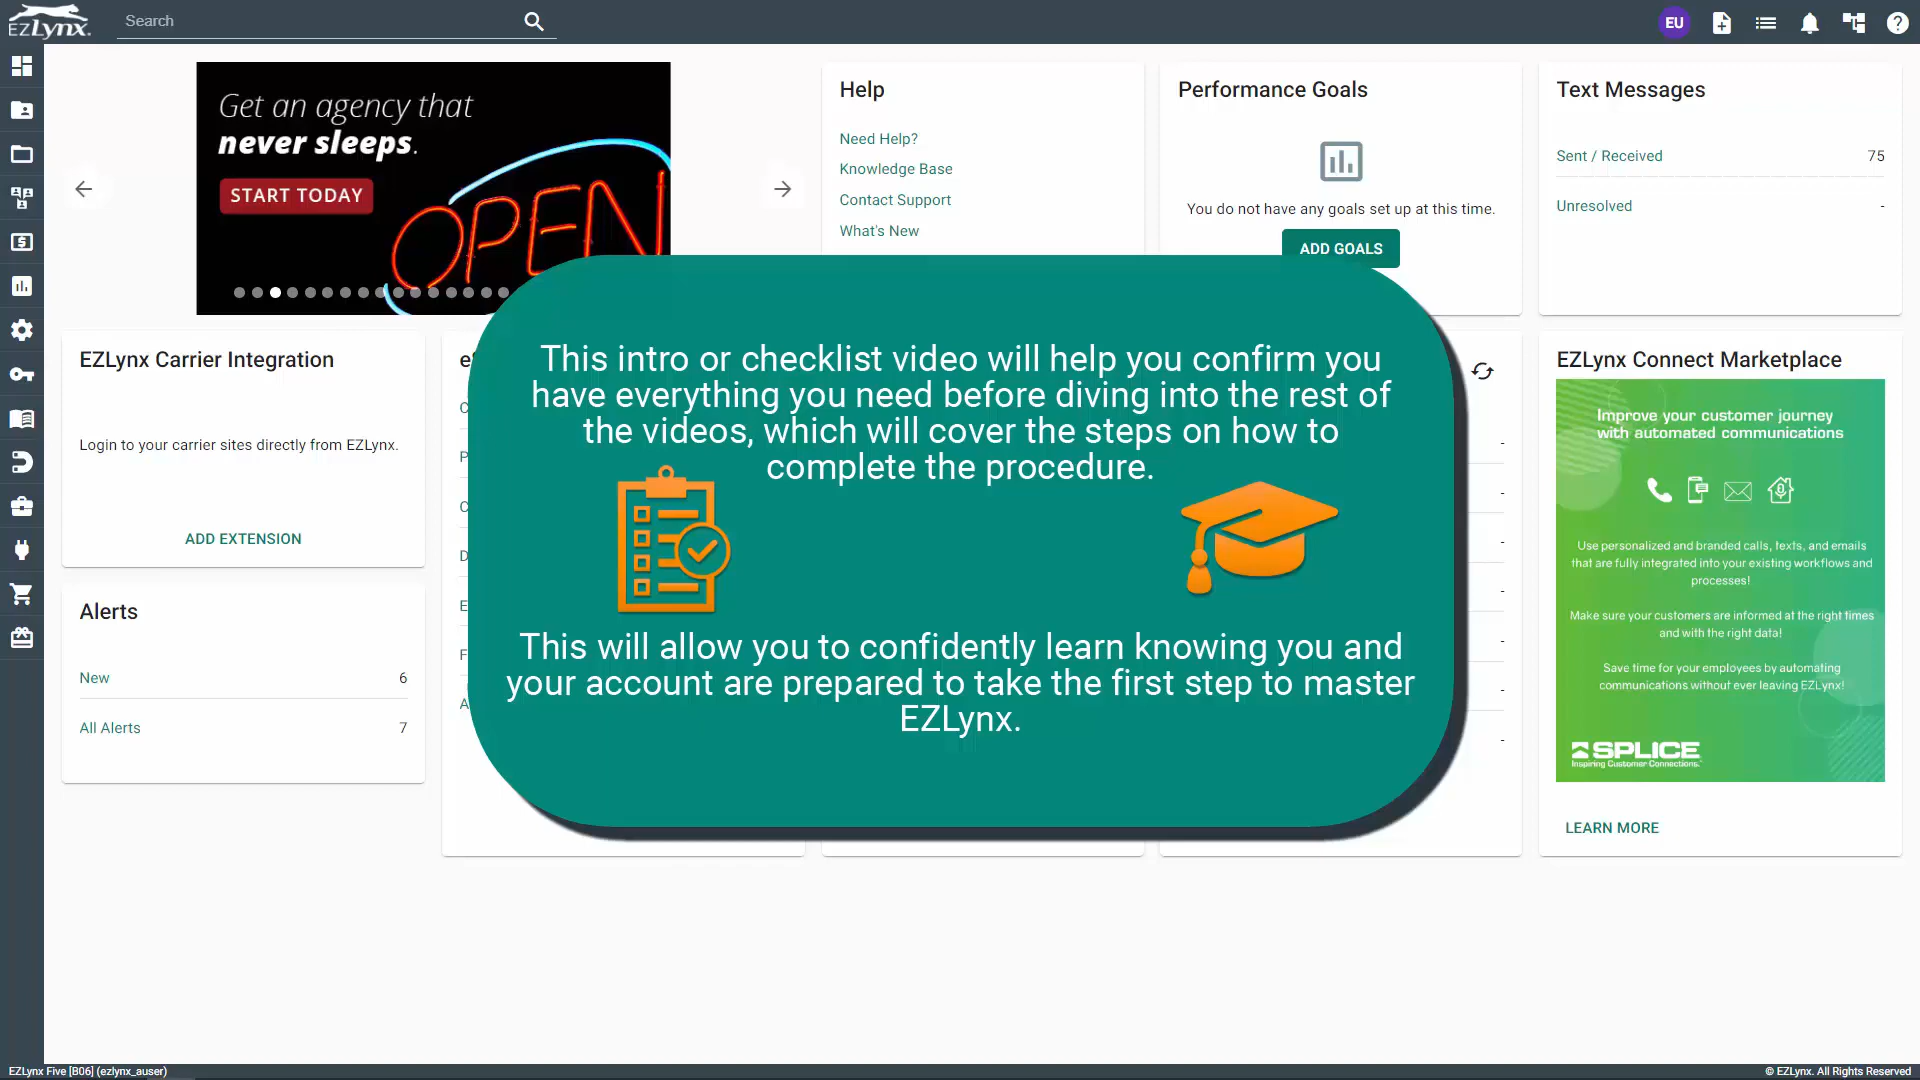 EZLynx
Search
EU
Get an agency that
never sleeps.
START TODAY
OPEN
Help
Need Help?
Knowledge Base
Contact Support
What's New
Performance Goals
You do not have any goals set up at this time.
ADD GOALS
Text Messages
Sent / Received 75
Unresolved -
EZLynx Carrier Integration
Login to your carrier sites directly from EZLynx.
ADD EXTENSION
Alerts
New 6
All Alerts 7
This intro or checklist video will help you confirm you
have everything you need before diving into the rest of
the videos, which will cover the steps on how to
complete the procedure.
This will allow you to confidently learn knowing you and
your account are prepared to take the first step to master
EZLynx.
EZLynx Connect Marketplace
Improve your customer journey
with automated communications
Use personalized and branded calls, texts, and emails
that are fully integrated into your existing workflows and
processes!
Make sure your customers are informed at the right times
and with the right data!
Save time for your employees by automating
communications without ever leaving EZLynx!
SPLICE
Inspiring Customer Connections.
LEARN MORE
EZLynx Five [B06] (ezlynx_auser)
© EZLynx. All Rights Reserved